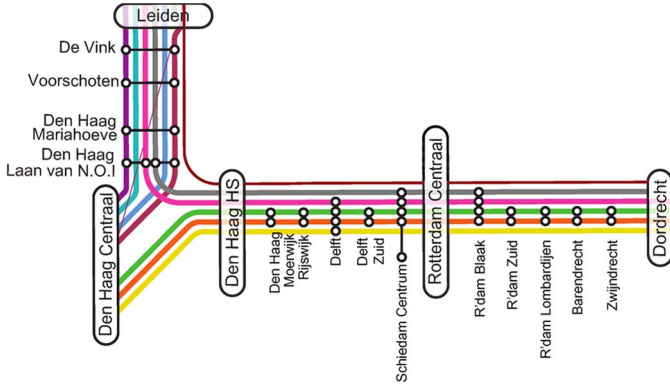 Leiden
De Vink
Voorschoten
Den Haag
Mariahoeve
Den Haag
Laan van N.O.I
Den Haag Centraal
Den Haag HS
Den Haag
Moerwijk
Rijswijk
Delft
Delft
Zuid
Schiedam Centrum
Rotterdam Centraal
R'dam Blaak
R'dam Zuid
R'dam Lombardijen
Barendrecht
Zwijndrecht
Dordrecht